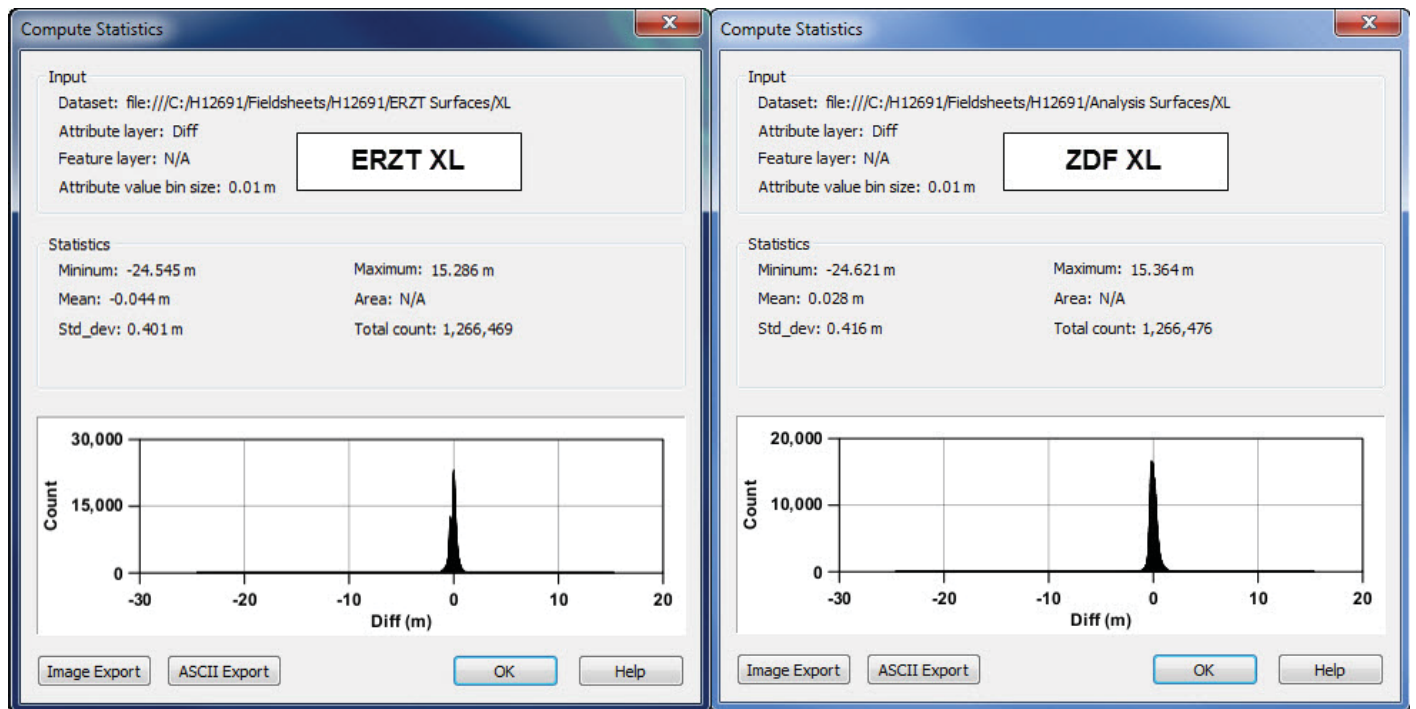 Compute Statistics
Input
Dataset: file:///C:/H12691/Fieldsheets/H12691/ERZT Surfaces/XL
Attribute layer: Diff
Feature layer: N/A
Attribute value bin size: 0.01 m
ERZT XL
Statistics
Mininum: -24.545 m Maximum: 15.286 m
Mean: -0.044 m Area: N/A
Std_dev: 0.401 m Total count: 1,266,469
30,000
15,000
0
Count
-30 -20 -10 0 10 20
Diff (m)
Image Export ASCII Export OK Help
Compute Statistics
Input
Dataset: file:///C:/H12691/Fieldsheets/H12691/Analysis Surfaces/XL
Attribute layer: Diff
Feature layer: N/A
Attribute value bin size: 0.01 m
ZDF XL
Statistics
Mininum: -24.621 m Maximum: 15.364 m
Mean: 0.028 m Area: N/A
Std_dev: 0.416 m Total count: 1,266,476
20,000
10,000
0
Count
-30 -20 -10 0 10 20
Diff (m)
Image Export ASCII Export OK Help